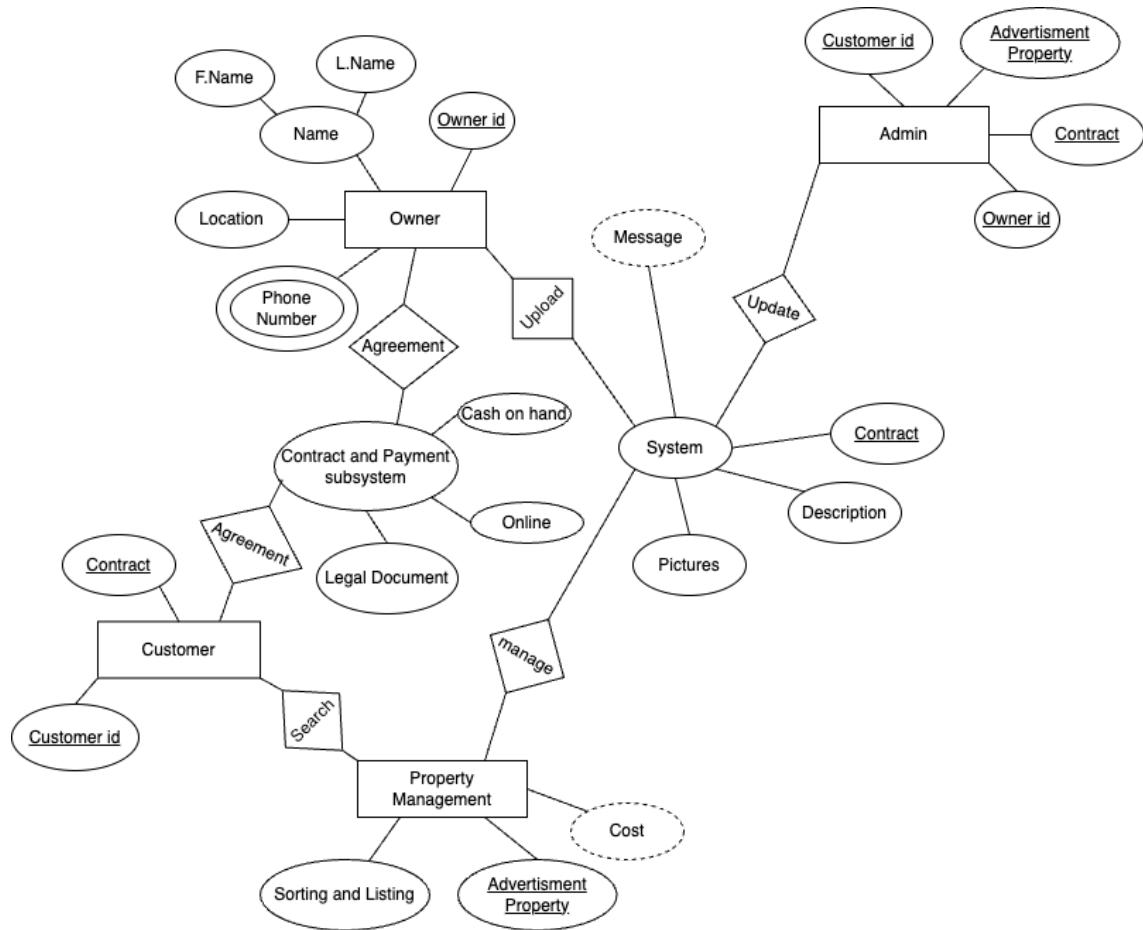 Customer id
Advertisment
Property
L.Name
F.Name
Owner id
Name
Admin
Contract
Location
Owner
Owner id
Message
Phone
Number
Upload
Update
Agreement
Cash on hand
Contract and Payment
subsystem
System
Contract
Online
Description
Agreement
Legal Document
Pictures
Contract
Customer
manage
Search
Customer id
Property
Management
Cost
Sorting and Listing
Advertisment
Property